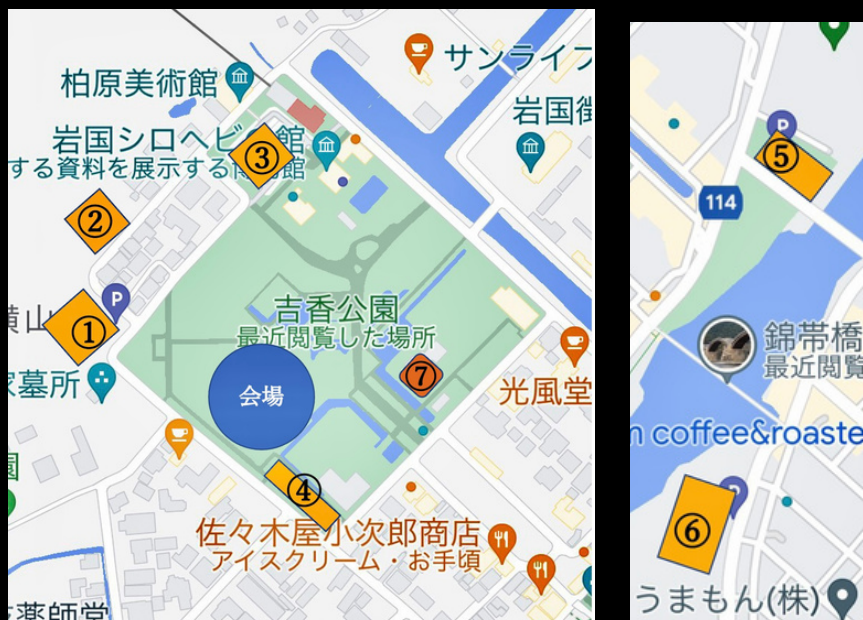 柏原美術館
サンライフ
岩国シロヘビ
館
する資料を展示する
館
岩国
③
②
P
①
吉香公園
最近閲覧した場所
⑦
会場
光風堂
墓所
④
佐々木屋小次郎商店
アイスクリーム・お手頃
薬師堂
P
⑤
114
錦帯橋
最近閲覧
coffee&roaste
P
⑥
うまもん(株)